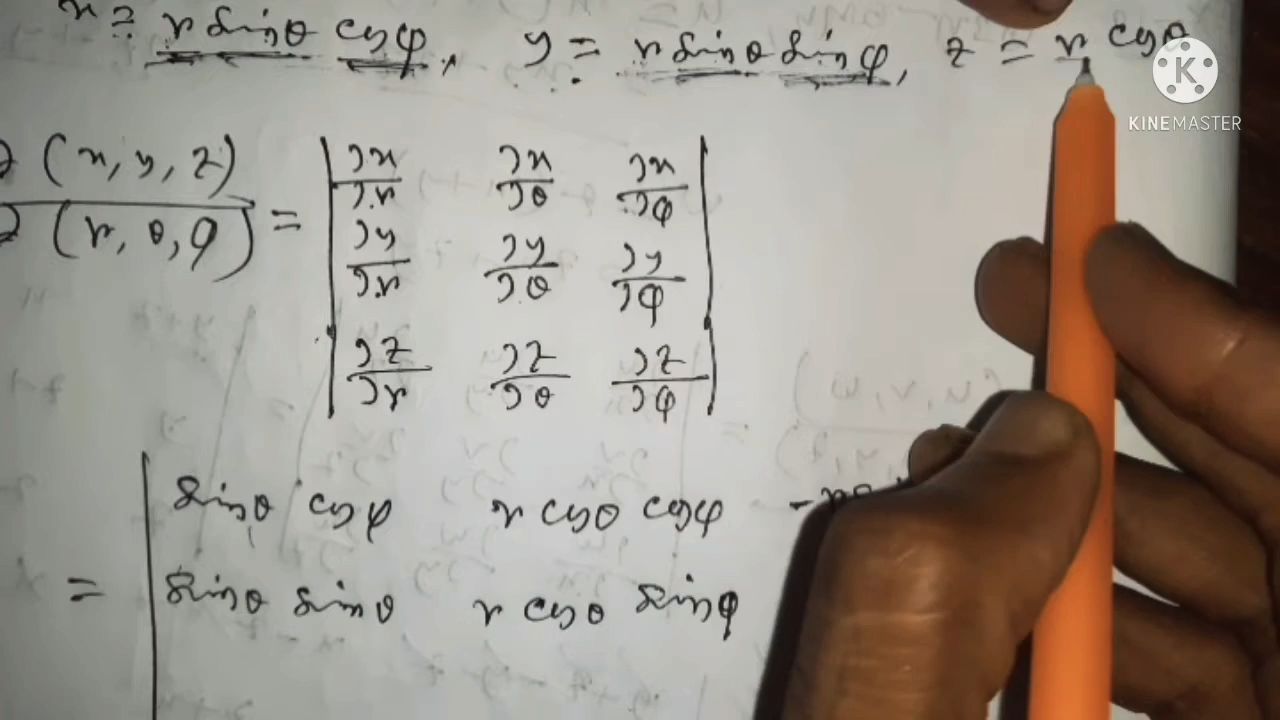 x = r sinθ cosφ, y = r sinθ sinφ, z = r cosθ
KINEMASTER
∂(x, y, z) / ∂(r, θ, φ) = | ∂x/∂r ∂x/∂θ ∂x/∂φ |
| ∂y/∂r ∂y/∂θ ∂y/∂φ |
| ∂z/∂r ∂z/∂θ ∂z/∂φ |
= | sinθ cosφ r cosθ cosφ
sinθ sinθ r cosθ sinφ